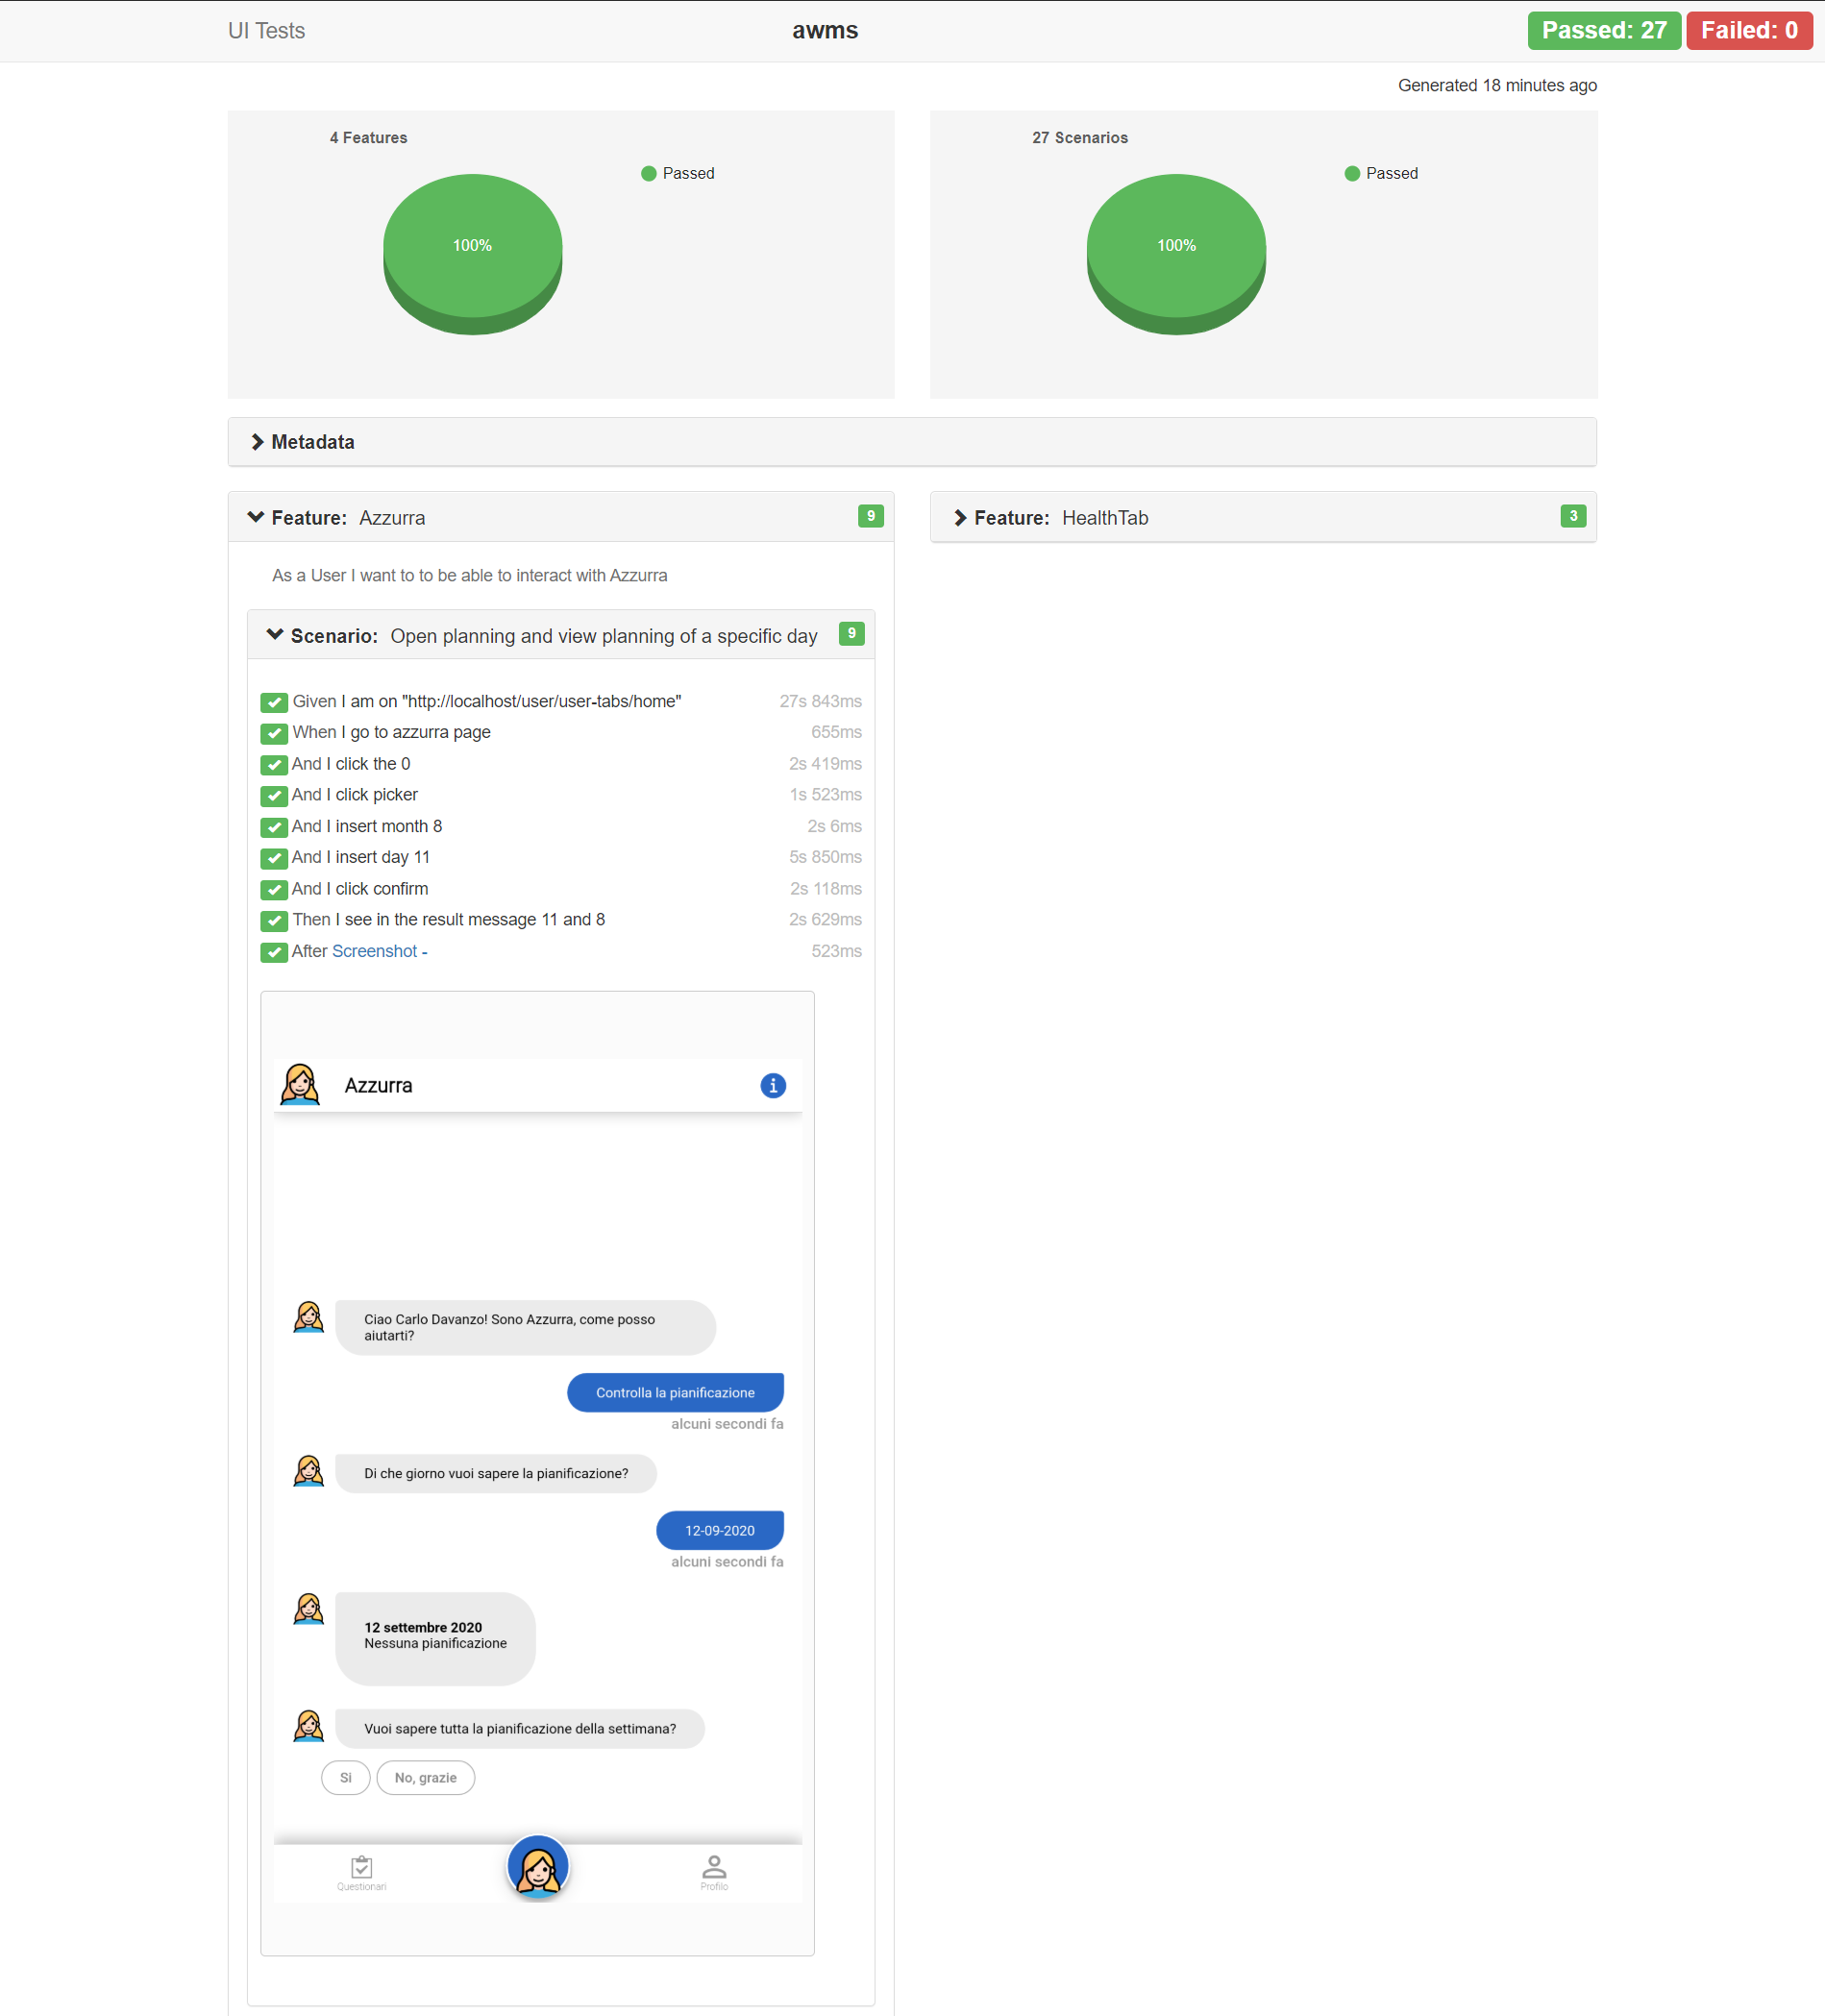 UI Tests
awms
Passed: 27 Failed: 0
Generated 18 minutes ago
4 Features
Passed
100%
27 Scenarios
Passed
100%
Metadata
Feature: Azzurra 9
As a User I want to to be able to interact with Azzurra
Scenario: Open planning and view planning of a specific day 9
Given I am on "http://localhost/user/user-tabs/home" 27s 843ms
When I go to azzurra page 655ms
And I click the 0 2s 419ms
And I click picker 1s 523ms
And I insert month 8 2s 6ms
And I insert day 11 5s 850ms
And I click confirm 2s 118ms
Then I see in the result message 11 and 8 2s 629ms
After Screenshot - 523ms
Azzurra
Ciao Carlo Davanzo! Sono Azzurra, come posso
aiutarti?
Controlla la pianificazione
alcuni secondi fa
Di che giorno vuoi sapere la pianificazione?
12-09-2020
alcuni secondi fa
12 settembre 2020
Nessuna pianificazione
Vuoi sapere tutta la pianificazione della settimana?
Si No, grazie
Questionari
Profilo
Feature: HealthTab 3